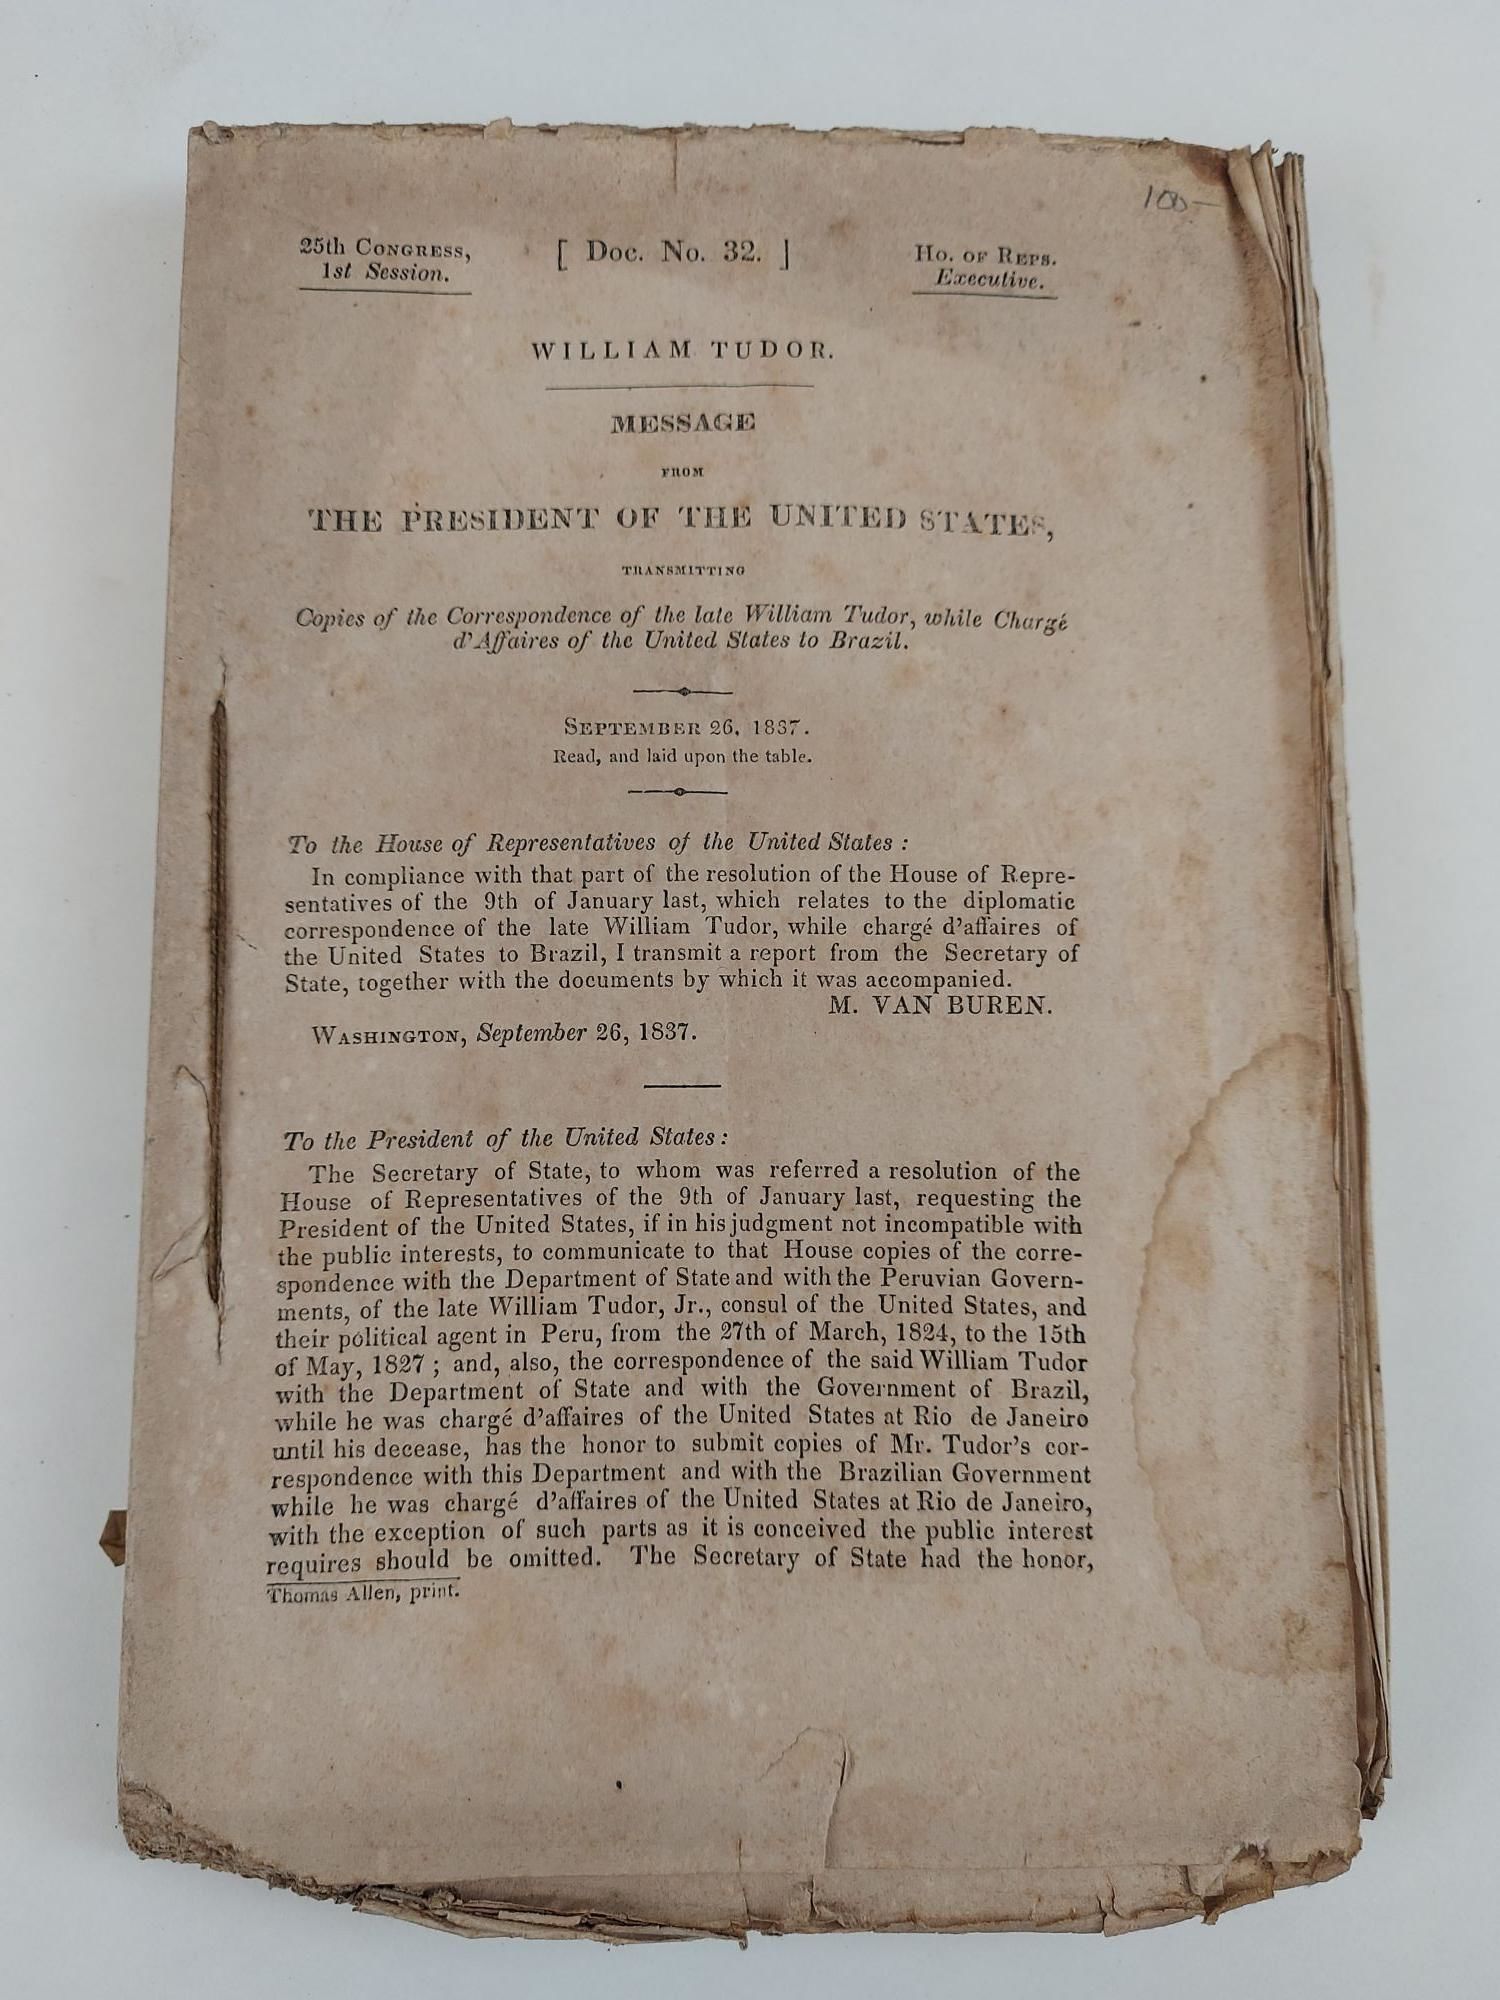 100-
25th Congress, [ Doc. No. 32. ] Ho. of Reps.
1st Session. Executive.
WILLIAM TUDOR.
MESSAGE
FROM
THE PRESIDENT OF THE UNITED STATES,
TRANSMITTING
Copies of the Correspondence of the late William Tudor, while Chargé
d'Affaires of the United States to Brazil.
September 26, 1837.
Read, and laid upon the table.
To the House of Representatives of the United States :
In compliance with that part of the resolution of the House of Repre-
sentatives of the 9th of January last, which relates to the diplomatic
correspondence of the late William Tudor, while chargé d'affaires of
the United States to Brazil, I transmit a report from the Secretary of
State, together with the documents by which it was accompanied.
M. VAN BUREN.
Washington, September 26, 1837.
To the President of the United States :
The Secretary of State, to whom was referred a resolution of the
House of Representatives of the 9th of January last, requesting the
President of the United States, if in his judgment not incompatible with
the public interests, to communicate to that House copies of the corre-
spondence with the Department of State and with the Peruvian Govern-
ments, of the late William Tudor, Jr., consul of the United States, and
their political agent in Peru, from the 27th of March, 1824, to the 15th
of May, 1827 ; and, also, the correspondence of the said William Tudor
with the Department of State and with the Government of Brazil,
while he was chargé d'affaires of the United States at Rio de Janeiro
until his decease, has the honor to submit copies of Mr. Tudor's cor-
respondence with this Department and with the Brazilian Government
while he was chargé d'affaires of the United States at Rio de Janeiro,
with the exception of such parts as it is conceived the public interest
requires should be omitted. The Secretary of State had the honor,
Thomas Allen, print.